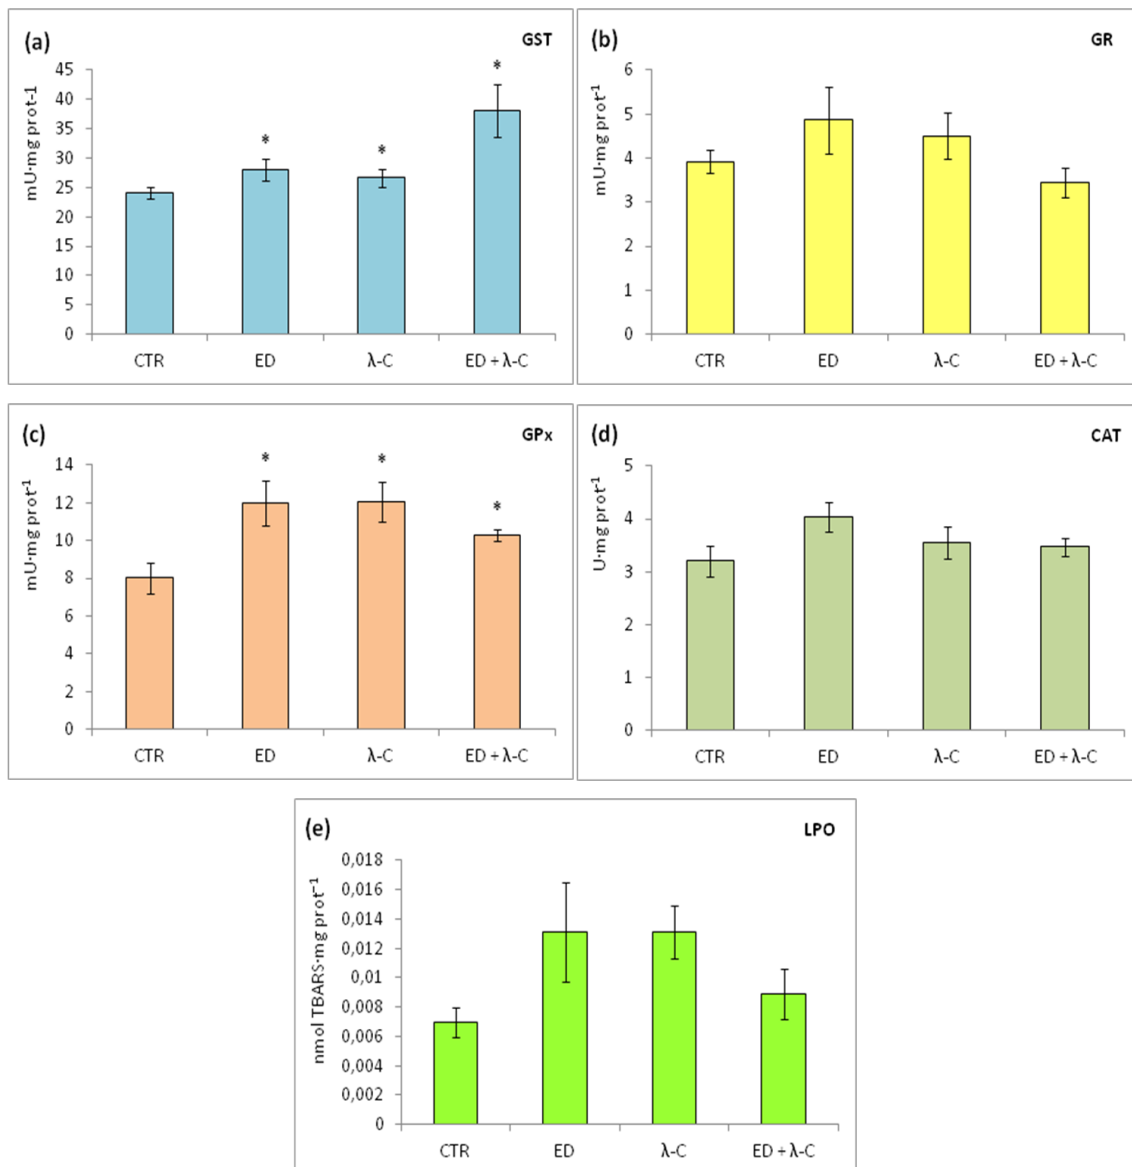 (a) GST
mU·mg prot-1
45
40
35
30
25
20
15
10
5
0
* * *
CTR ED λ-C ED + λ-C
(b) GR
mU·mg prot⁻¹
6
5
4
3
2
1
0
CTR ED λ-C ED + λ-C
(c) GPx
mU·mg prot⁻¹
14
12
10
8
6
4
2
0
* * *
CTR ED λ-C ED + λ-C
(d) CAT
U·mg prot⁻¹
5
4
3
2
1
0
CTR ED λ-C ED + λ-C
(e) LPO
nmol TBARS·mg prot⁻¹
0,018
0,016
0,014
0,012
0,01
0,008
0,006
0,004
0,002
0
CTR ED λ-C ED + λ-C